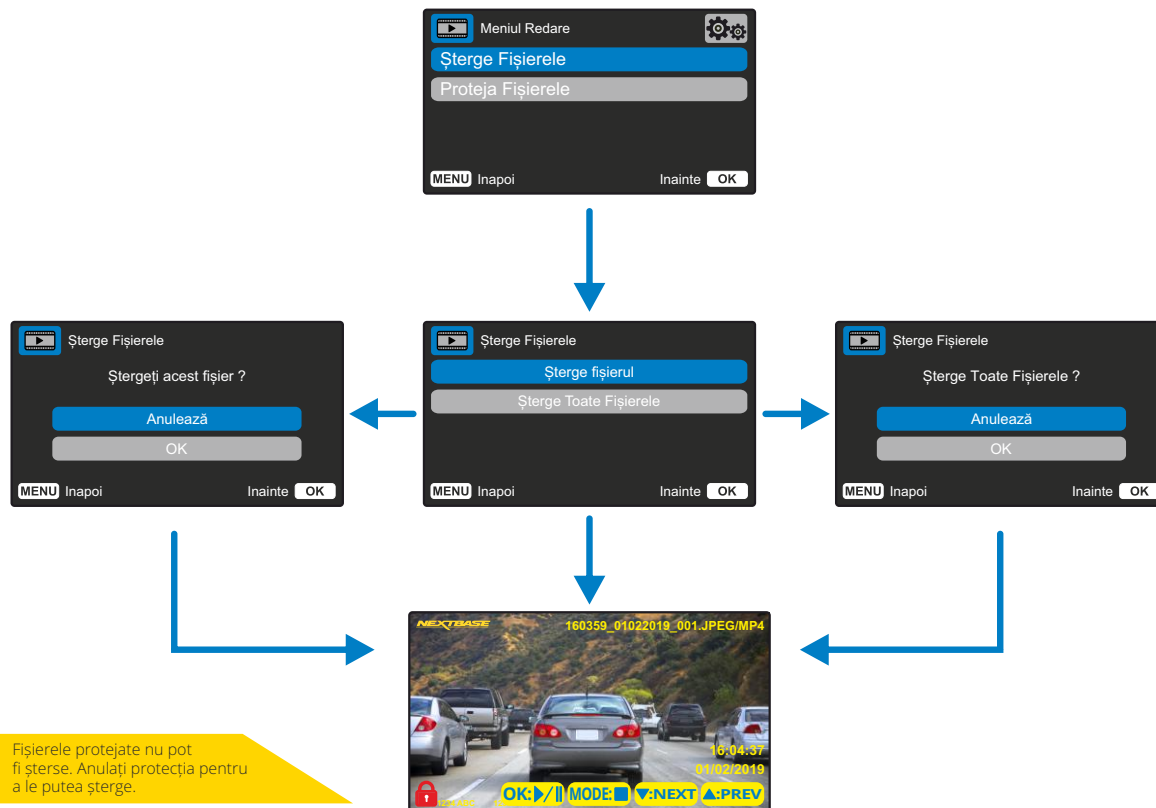 Meniul Redare
Șterge Fișierele
Proteja Fișierele
MENU Inapoi Inainte OK
Șterge Fișierele
Ștergeți acest fișier ?
Anulează
OK
MENU Inapoi Inainte OK
Șterge Fișierele
Șterge fișierul
Șterge Toate Fișierele
MENU Inapoi Inainte OK
Șterge Fișierele
Șterge Toate Fișierele ?
Anulează
OK
MENU Inapoi Inainte OK
NEXTBASE 160359_01022019_001.JPEG/MP4
16:04:37
01/02/2019
OK:▶/|| MODE:■ ▼:NEXT ▲:PREV
Fișierele protejate nu pot
fi șterse. Anulați protecția pentru
a le putea șterge.